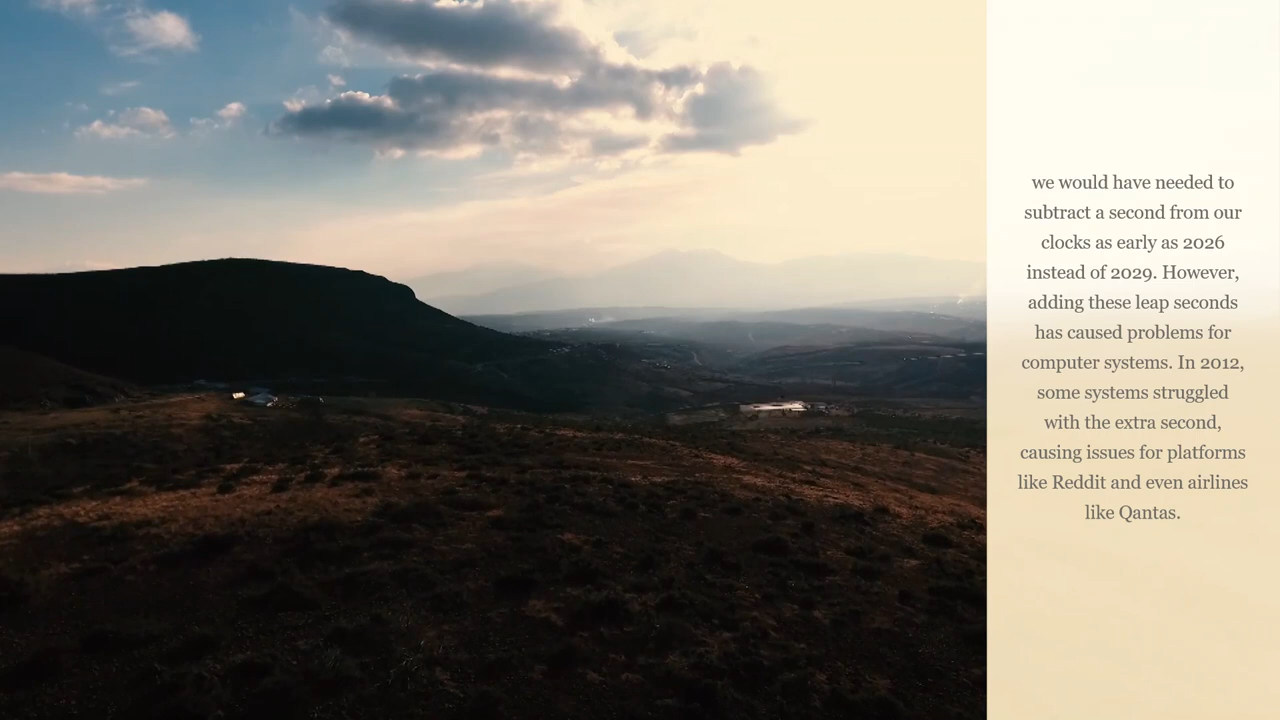 we would have needed to
subtract a second from our
clocks as early as 2026
instead of 2029. However,
adding these leap seconds
has caused problems for
computer systems. In 2012,
some systems struggled
with the extra second,
causing issues for platforms
like Reddit and even airlines
like Qantas.